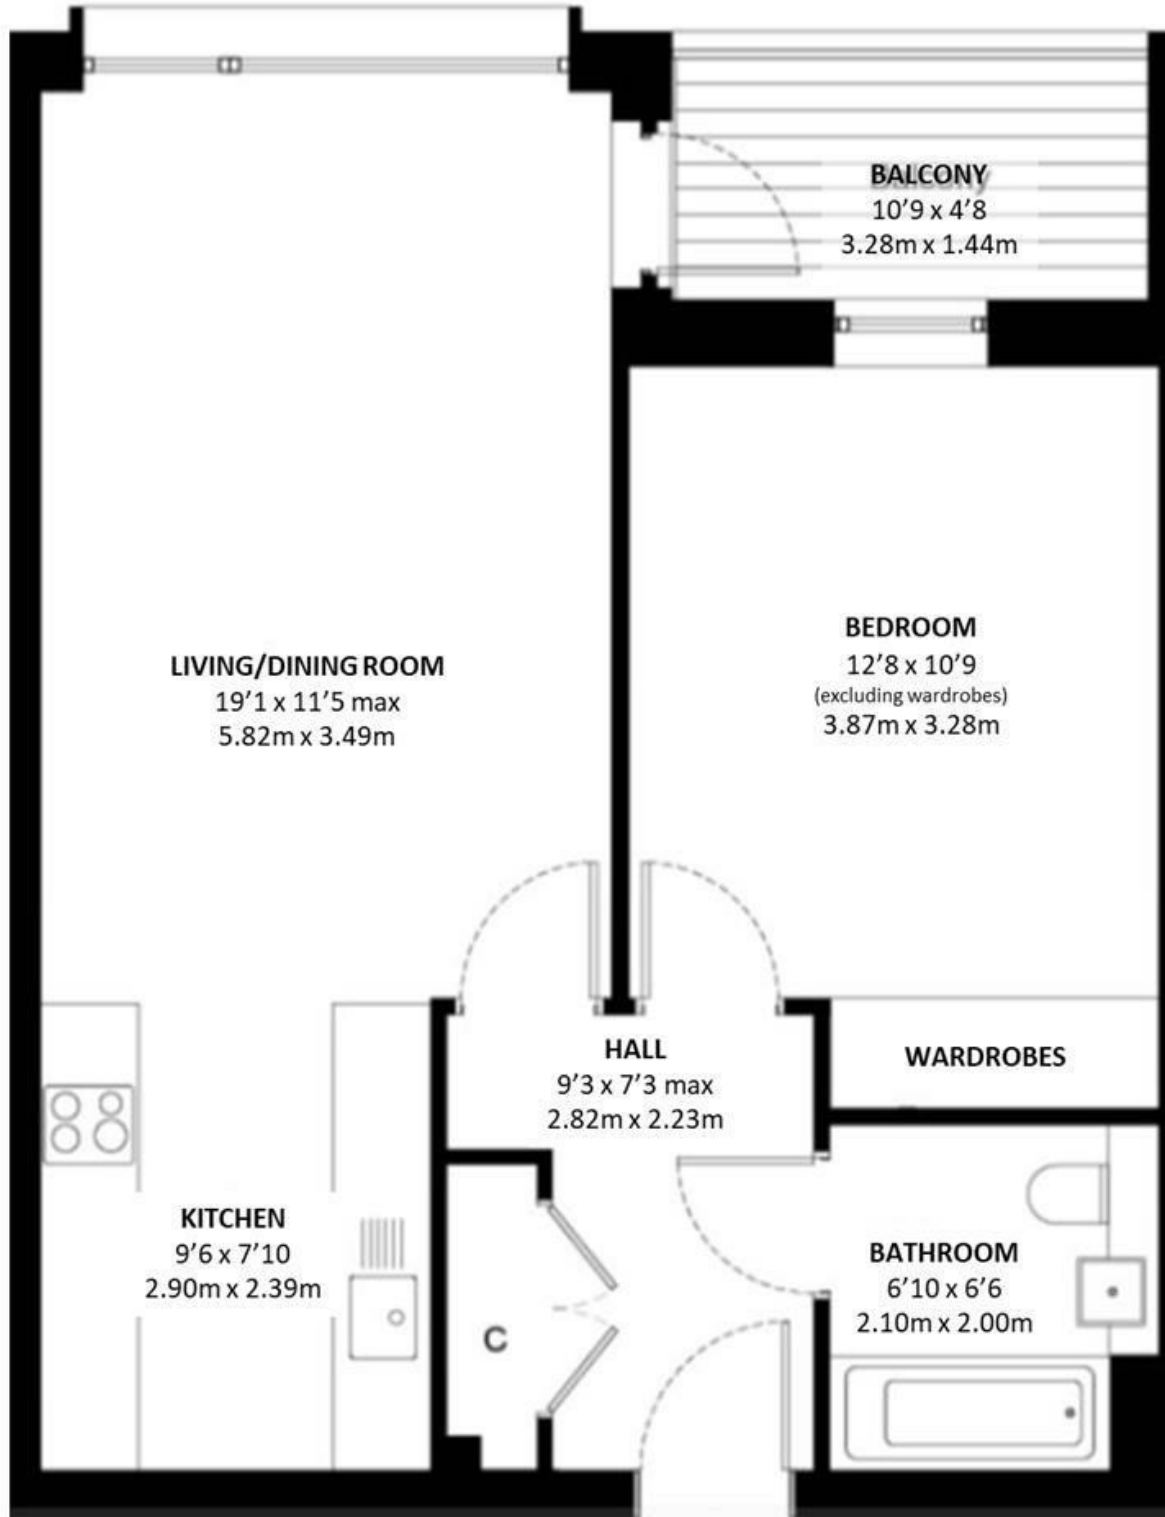 BALCONY
10’9 x 4’8
3.28m x 1.44m
BEDROOM
12’8 x 10’9
(excluding wardrobes)
3.87m x 3.28m
LIVING/DINING ROOM
19’1 x 11’5 max
5.82m x 3.49m
HALL
9’3 x 7’3 max
2.82m x 2.23m
WARDROBES
KITCHEN
9’6 x 7’10
2.90m x 2.39m
BATHROOM
6’10 x 6’6
2.10m x 2.00m
C